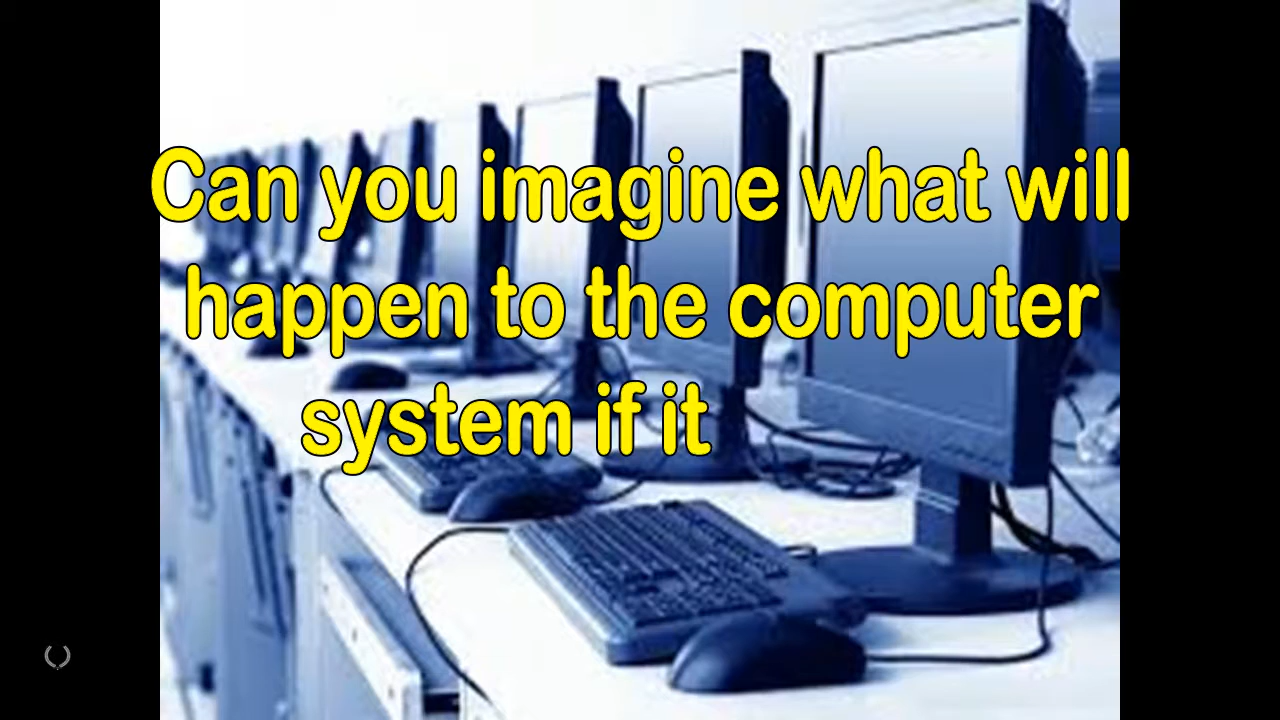 Can you imagine what will
happen to the computer
system if it